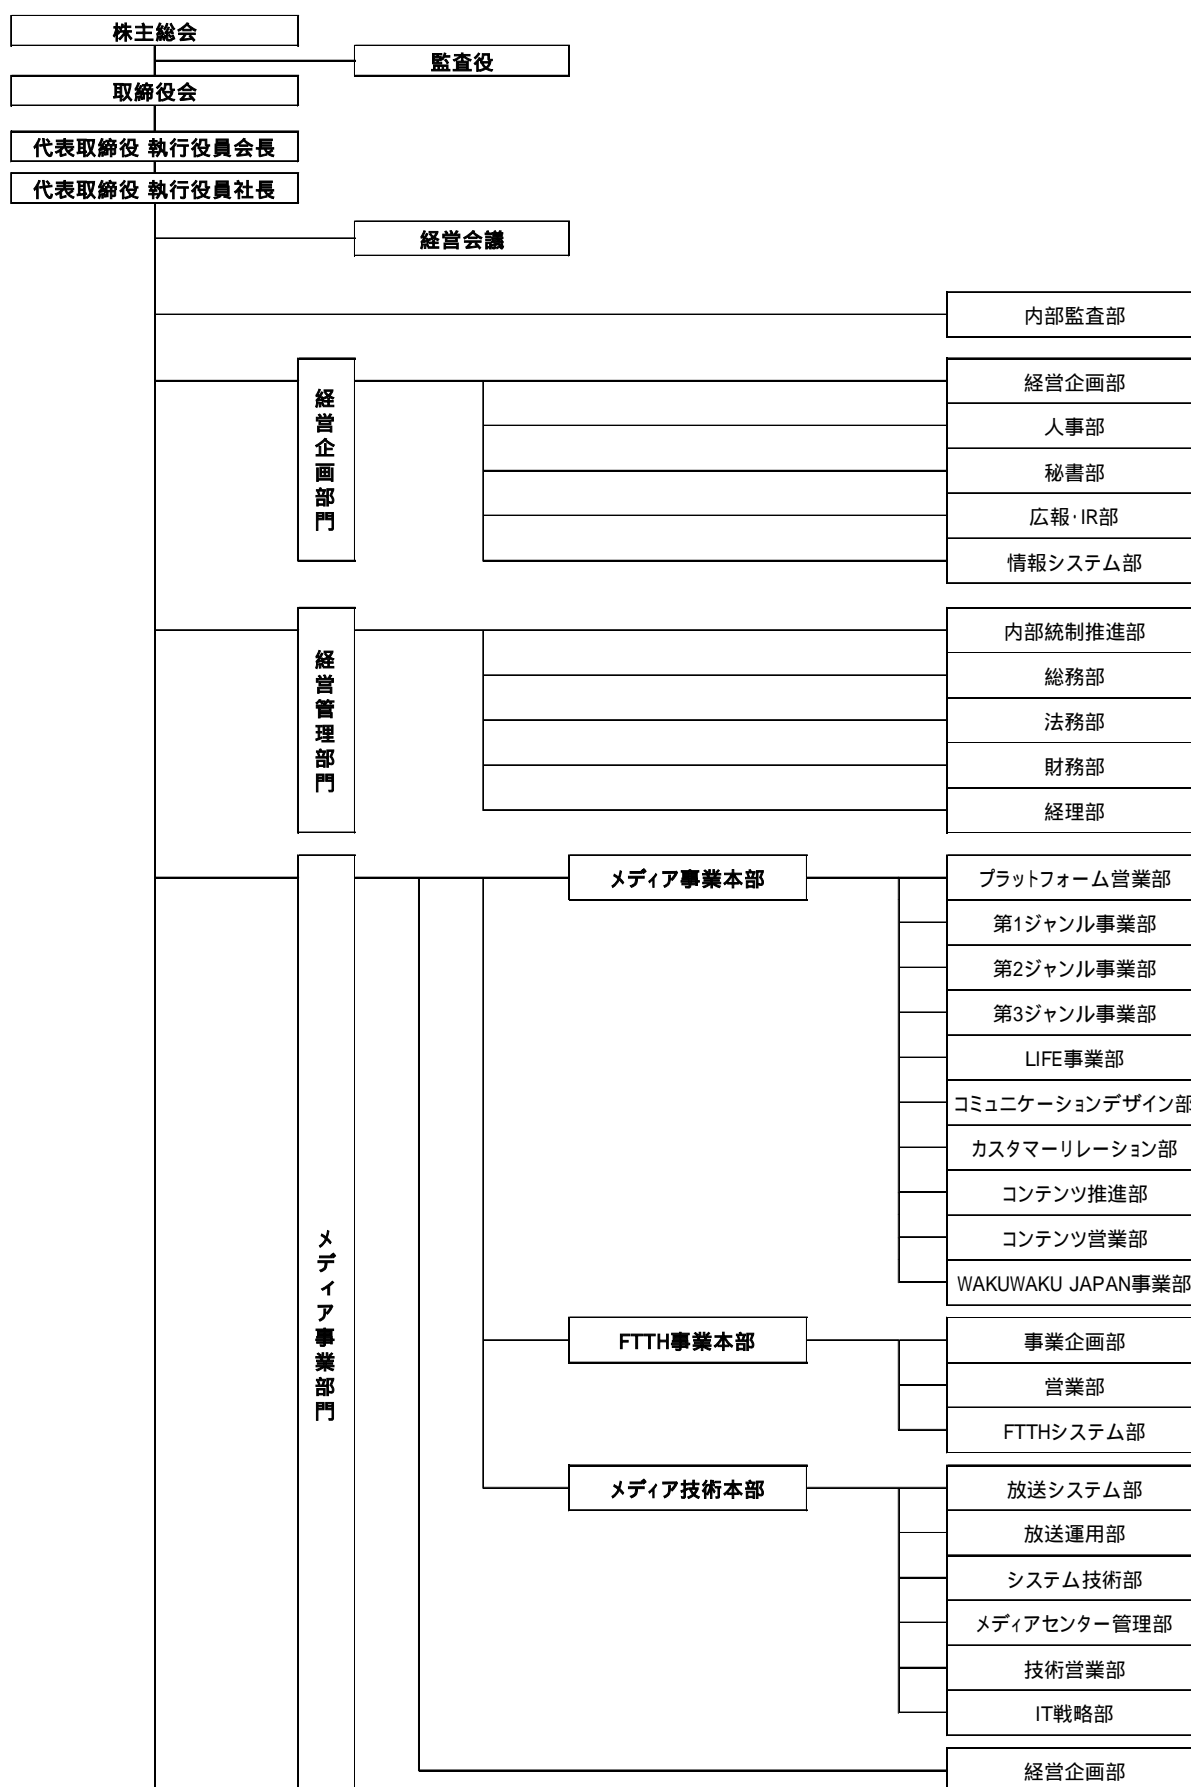 株主総会
監査役
取締役会
代表取締役 執行役員会長
代表取締役 執行役員社長
経営会議
内部監査部
経営企画部門
経営企画部
人事部
秘書部
広報・IR部
情報システム部
経営管理部門
内部統制推進部
総務部
法務部
財務部
経理部
メディア事業部門
メディア事業本部
プラットフォーム営業部
第1ジャンル事業部
第2ジャンル事業部
第3ジャンル事業部
LIFE事業部
コミュニケーションデザイン部
カスタマーリレーション部
コンテンツ推進部
コンテンツ営業部
WAKUWAKU JAPAN事業部
FTTH事業本部
事業企画部
営業部
FTTHシステム部
メディア技術本部
放送システム部
放送運用部
システム技術部
メディアセンター管理部
技術営業部
IT戦略部
経営企画部